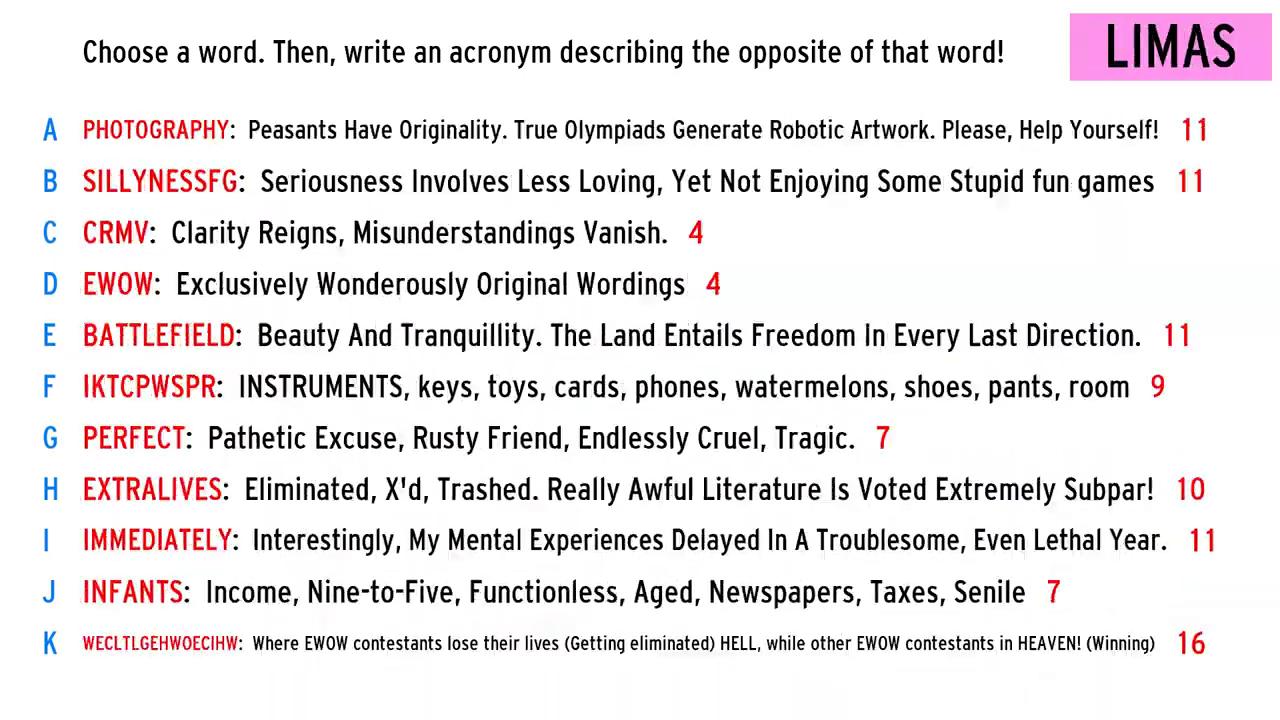 Choose a word. Then, write an acronym describing the opposite of that word!
LIMAS
A PHOTOGRAPHY: Peasants Have Originality. True Olympiads Generate Robotic Artwork. Please, Help Yourself! 11
B SILLYNESSFG: Seriousness Involves Less Loving, Yet Not Enjoying Some Stupid fun games 11
C CRMV: Clarity Reigns, Misunderstandings Vanish. 4
D EWOW: Exclusively Wonderously Original Wordings 4
E BATTLEFIELD: Beauty And Tranquillity. The Land Entails Freedom In Every Last Direction. 11
F IKTCPWSPR: INSTRUMENTS, keys, toys, cards, phones, watermelons, shoes, pants, room 9
G PERFECT: Pathetic Excuse, Rusty Friend, Endlessly Cruel, Tragic. 7
H EXTRALIVES: Eliminated, X'd, Trashed. Really Awful Literature Is Voted Extremely Subpar! 10
I IMMEDIATELY: Interestingly, My Mental Experiences Delayed In A Troublesome, Even Lethal Year. 11
J INFANTS: Income, Nine-to-Five, Functionless, Aged, Newspapers, Taxes, Senile 7
K WECLTLGEHWOECIHW: Where EWOW contestants lose their lives (Getting eliminated) HELL, while other EWOW contestants in HEAVEN! (Winning) 16